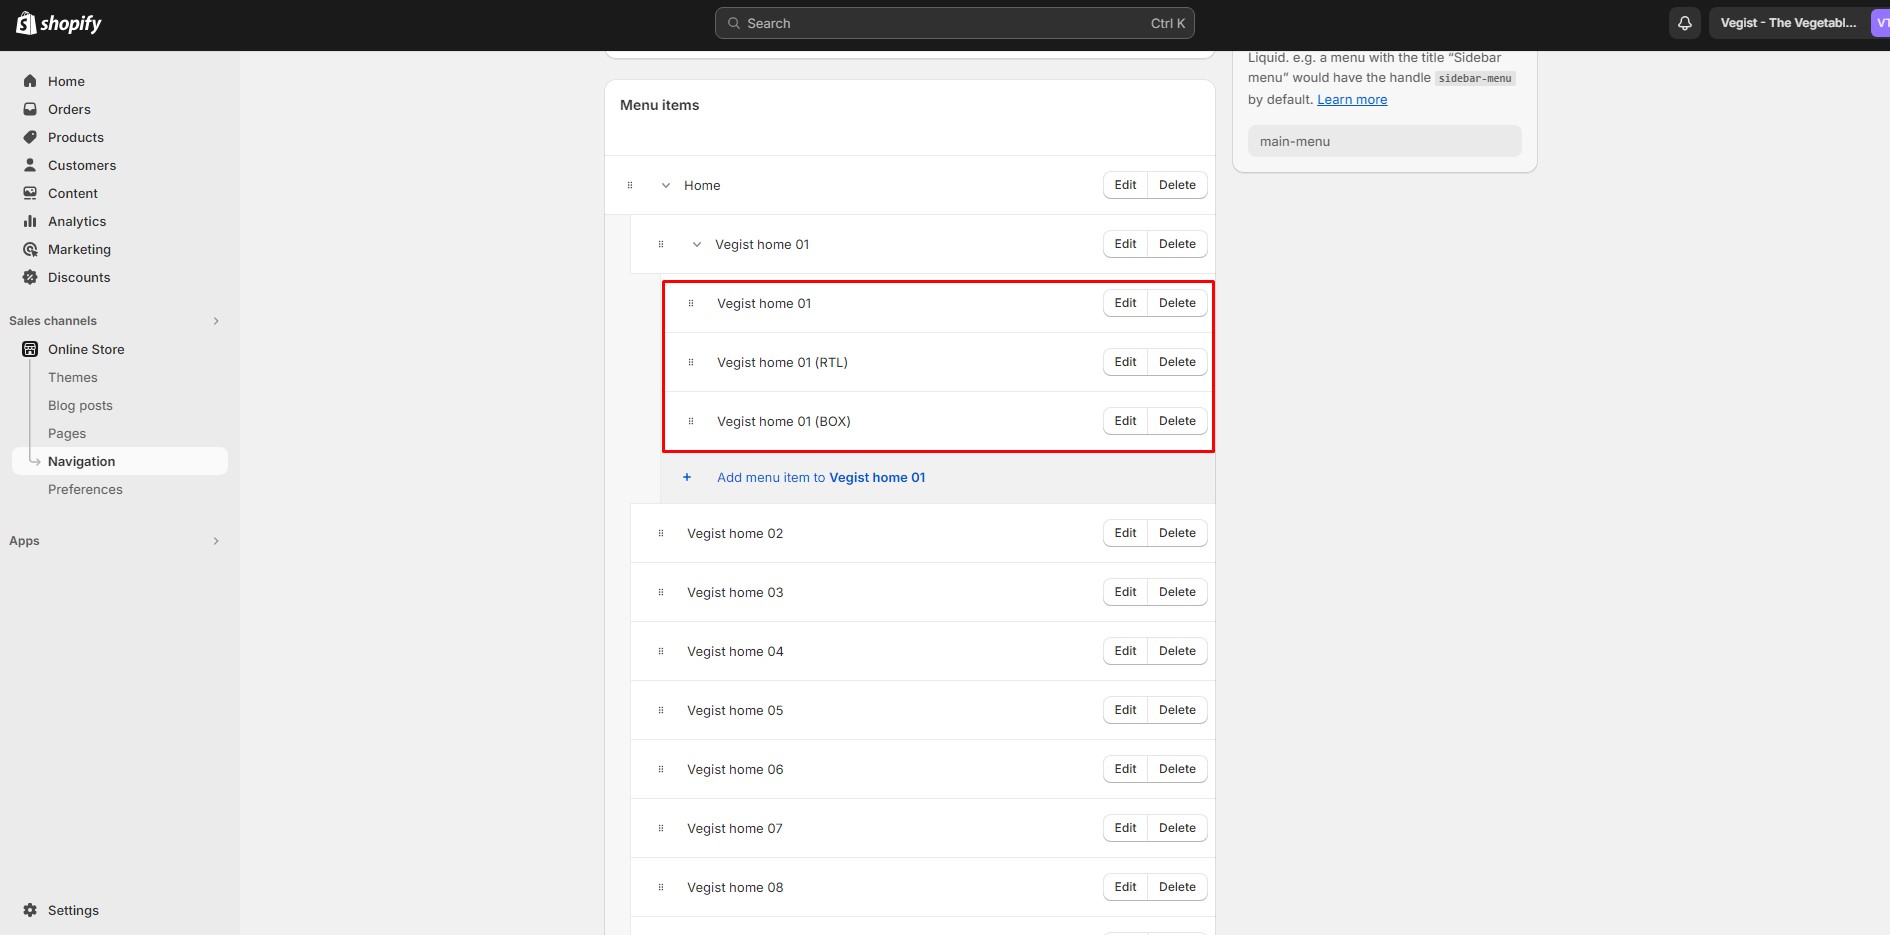 shopify
Search
Ctrl K
Vegist - The Vegetabl...
VT
Home
Orders
Products
Customers
Content
Analytics
Marketing
Discounts
Sales channels
Online Store
Themes
Blog posts
Pages
Navigation
Preferences
Apps
Settings
Menu items
Home
Edit Delete
Vegist home 01
Edit Delete
Vegist home 01
Edit Delete
Vegist home 01 (RTL)
Edit Delete
Vegist home 01 (BOX)
Edit Delete
+ Add menu item to Vegist home 01
Vegist home 02
Edit Delete
Vegist home 03
Edit Delete
Vegist home 04
Edit Delete
Vegist home 05
Edit Delete
Vegist home 06
Edit Delete
Vegist home 07
Edit Delete
Vegist home 08
Edit Delete
Liquid. e.g. a menu with the title “Sidebar
menu” would have the handle sidebar-menu
by default. Learn more
main-menu